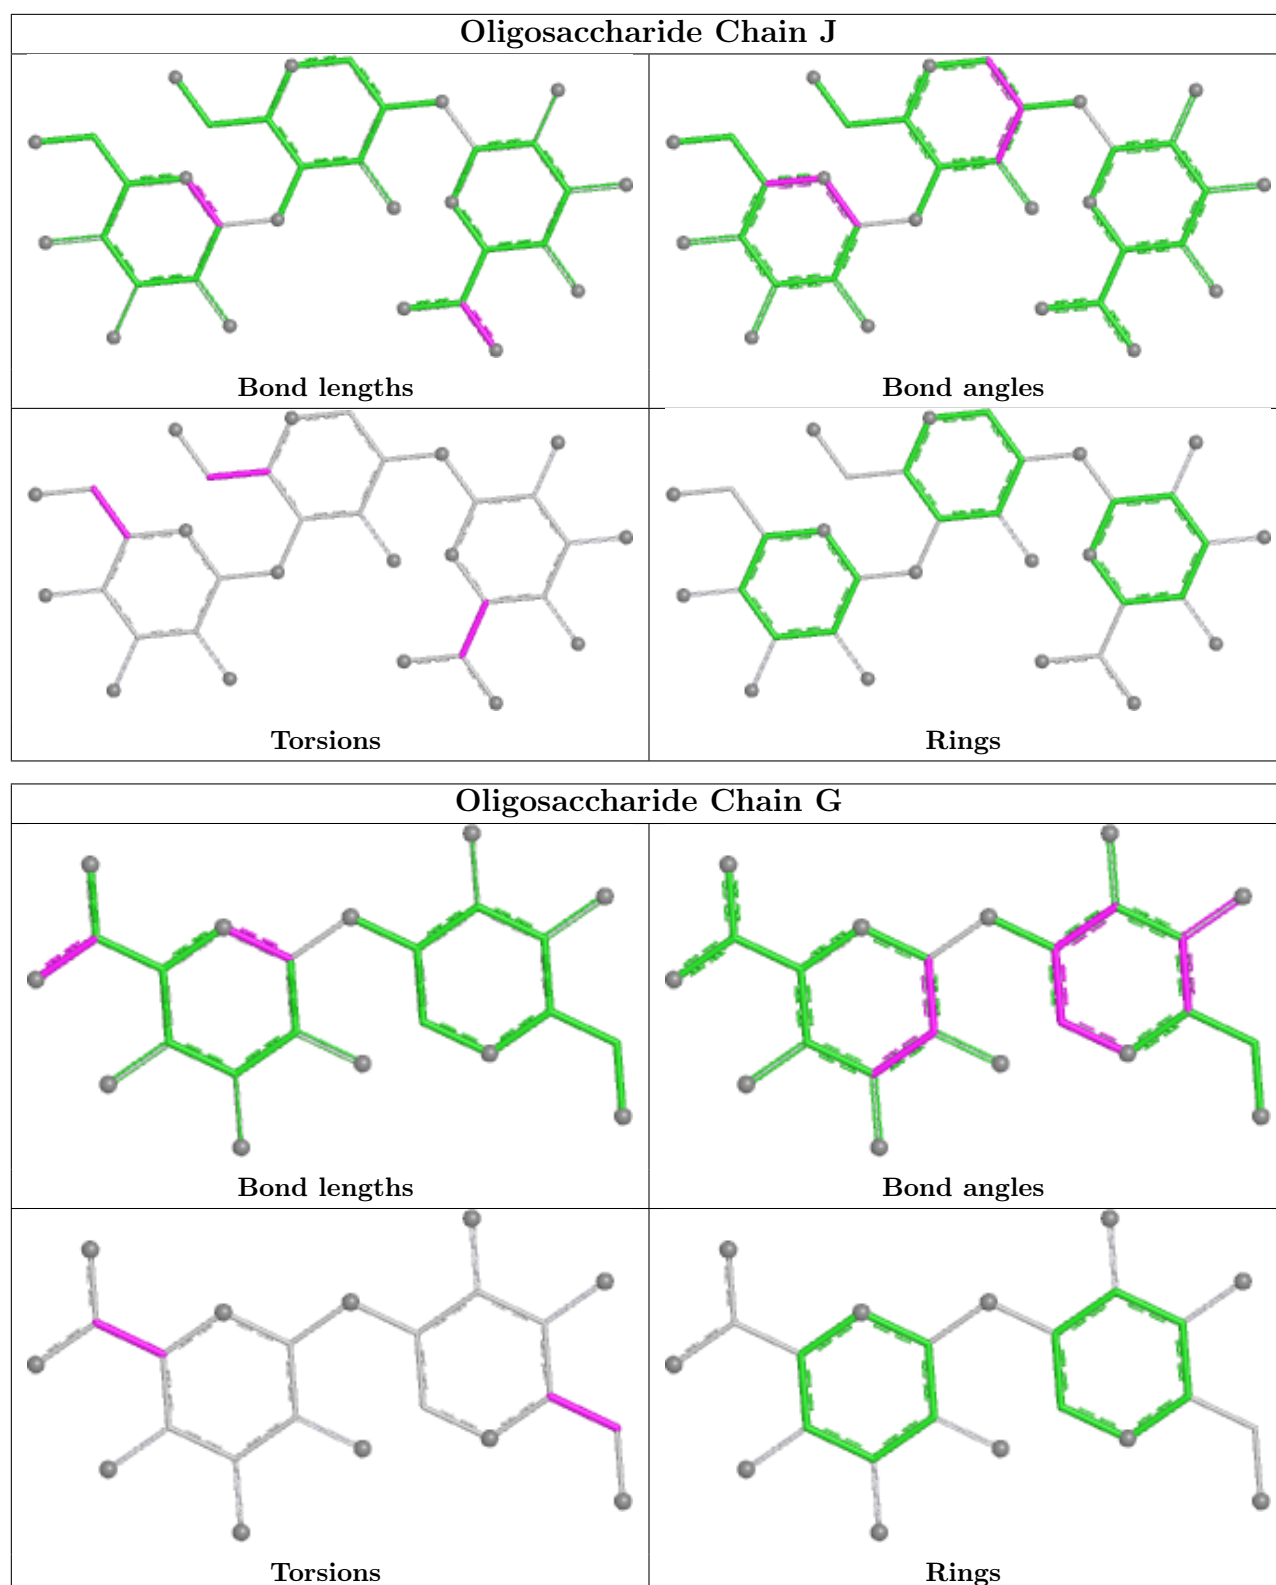 Oligosaccharide Chain J
Bond lengths
Bond angles
Torsions
Rings
Oligosaccharide Chain G
Bond lengths
Bond angles
Torsions
Rings